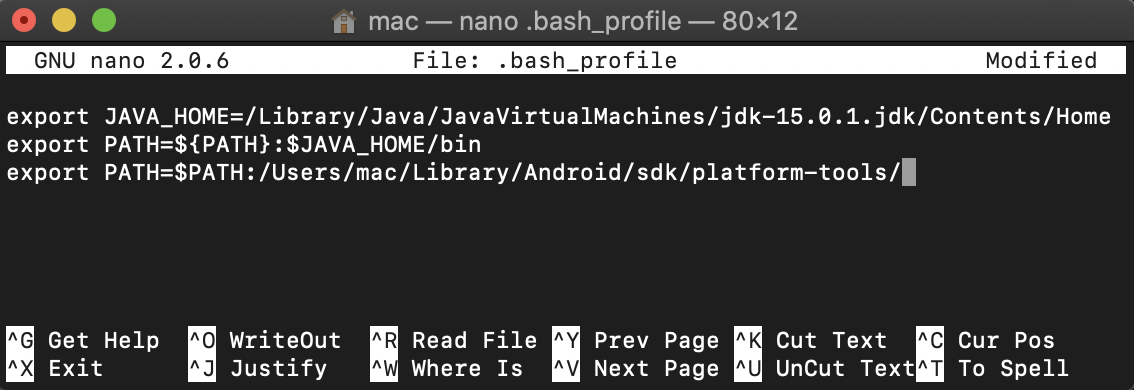 mac — nano .bash_profile — 80×12
GNU nano 2.0.6 File: .bash_profile Modified
export JAVA_HOME=/Library/Java/JavaVirtualMachines/jdk-15.0.1.jdk/Contents/Home
export PATH=${PATH}:$JAVA_HOME/bin
export PATH=$PATH:/Users/mac/Library/Android/sdk/platform-tools/
^G Get Help ^O WriteOut ^R Read File ^Y Prev Page ^K Cut Text ^C Cur Pos
^X Exit ^J Justify ^W Where Is ^V Next Page ^U UnCut Text^T To Spell